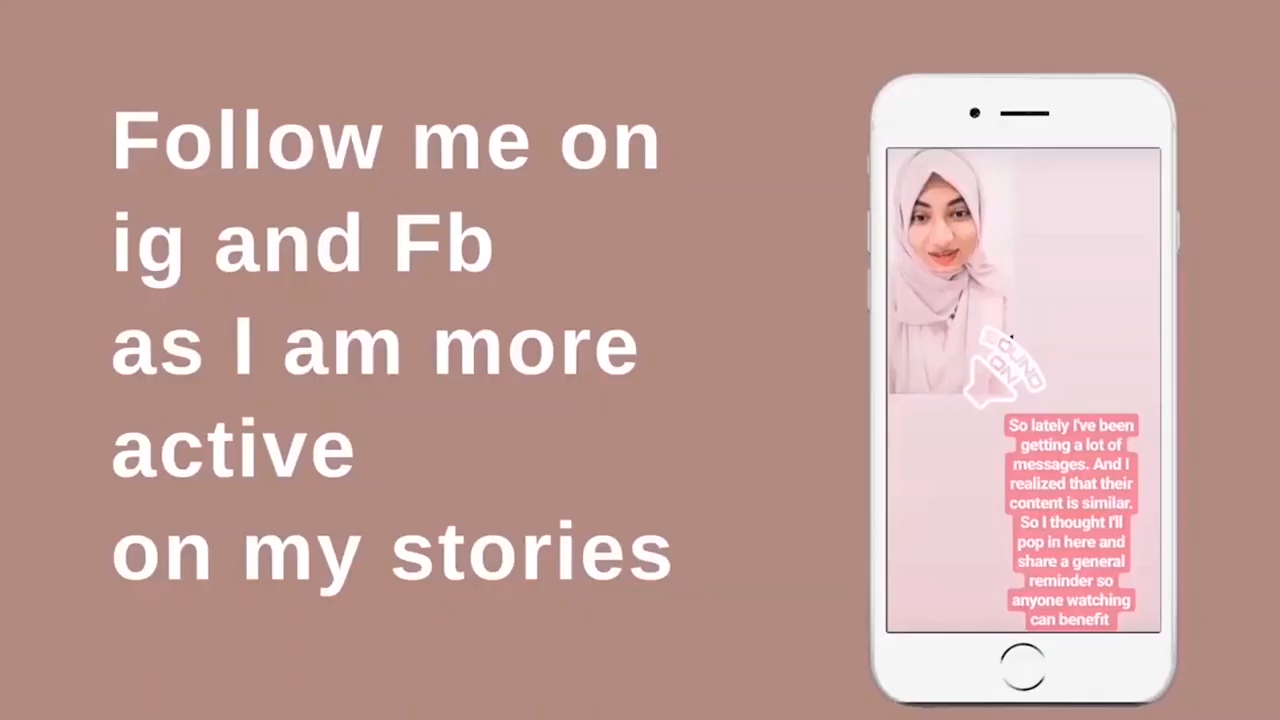 Follow me on
ig and Fb
as I am more
active
on my stories
SOUND
ON
So lately I've been
getting a lot of
messages. And I
realized that their
content is similar.
So I thought I'll
pop in here and
share a general
reminder so
anyone watching
can benefit